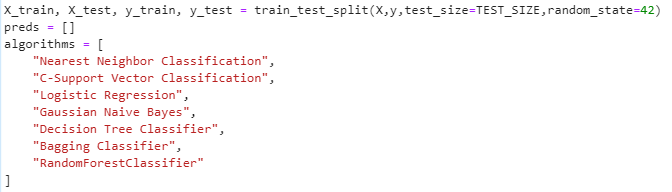 X_train, X_test, y_train, y_test = train_test_split(X,y,test_size=TEST_SIZE,random_state=42)
preds = []
algorithms = [
    "Nearest Neighbor Classification",
    "C-Support Vector Classification",
    "Logistic Regression",
    "Gaussian Naive Bayes",
    "Decision Tree Classifier",
    "Bagging Classifier",
    "RandomForestClassifier"
]